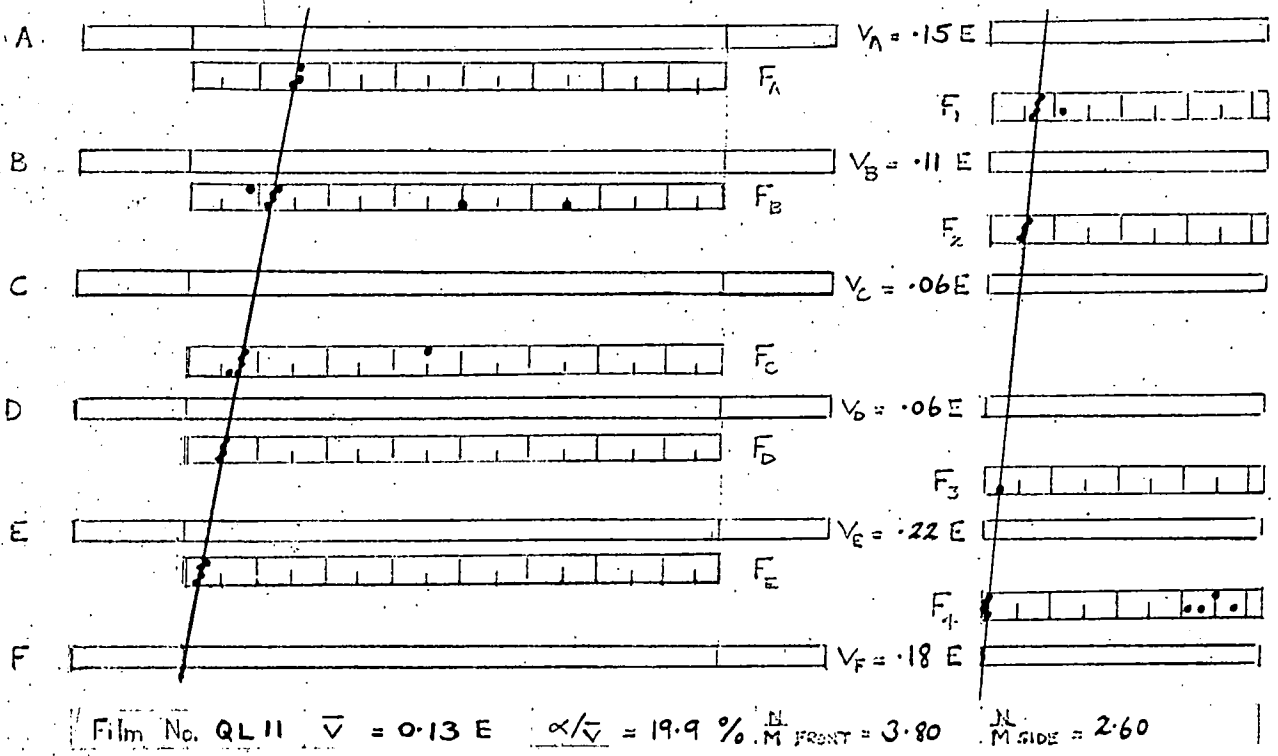 A V_A = ·15 E
F_A
F_1
B V_B = ·11 E
F_B
F_2
C V_C = ·06 E
F_C
D V_D = ·06 E
F_D
F_3
E V_E = ·22 E
F_E
F_4
F V_F = ·18 E
Film No. QL 11 V̅ = 0·13 E α/V̅ = 19·9 % N/M FRONT = 3·80 N/M SIDE = 2·60